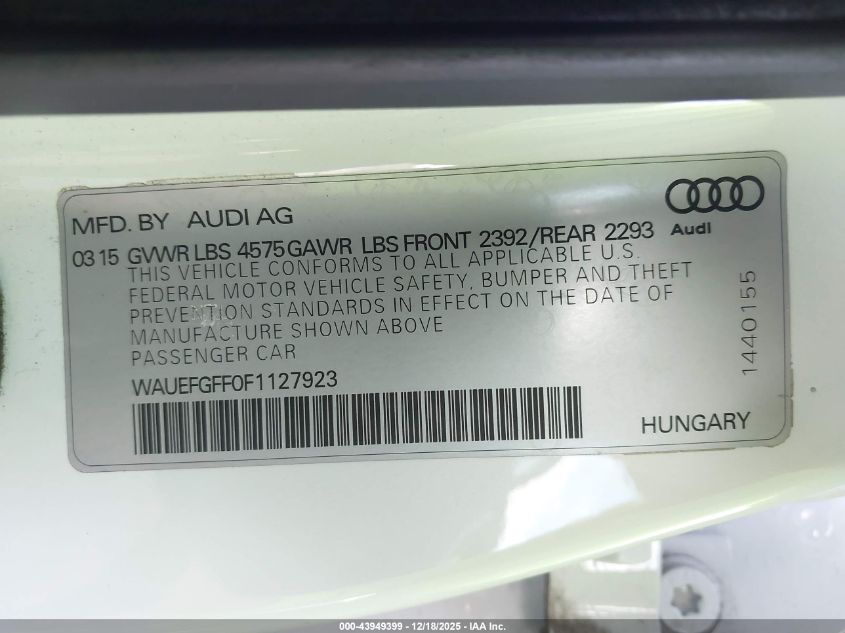 MFD. BY AUDI AG
Audi
03 15 GVWR LBS 4575 GAWR LBS FRONT 2392/REAR 2293
THIS VEHICLE CONFORMS TO ALL APPLICABLE U.S.
FEDERAL MOTOR VEHICLE SAFETY, BUMPER AND THEFT
PREVENTION STANDARDS IN EFFECT ON THE DATE OF
MANUFACTURE SHOWN ABOVE
PASSENGER CAR
WAUEFGFF0F1127923
HUNGARY
1440155
000-43949399 - 12/18/2025 - IAA Inc.